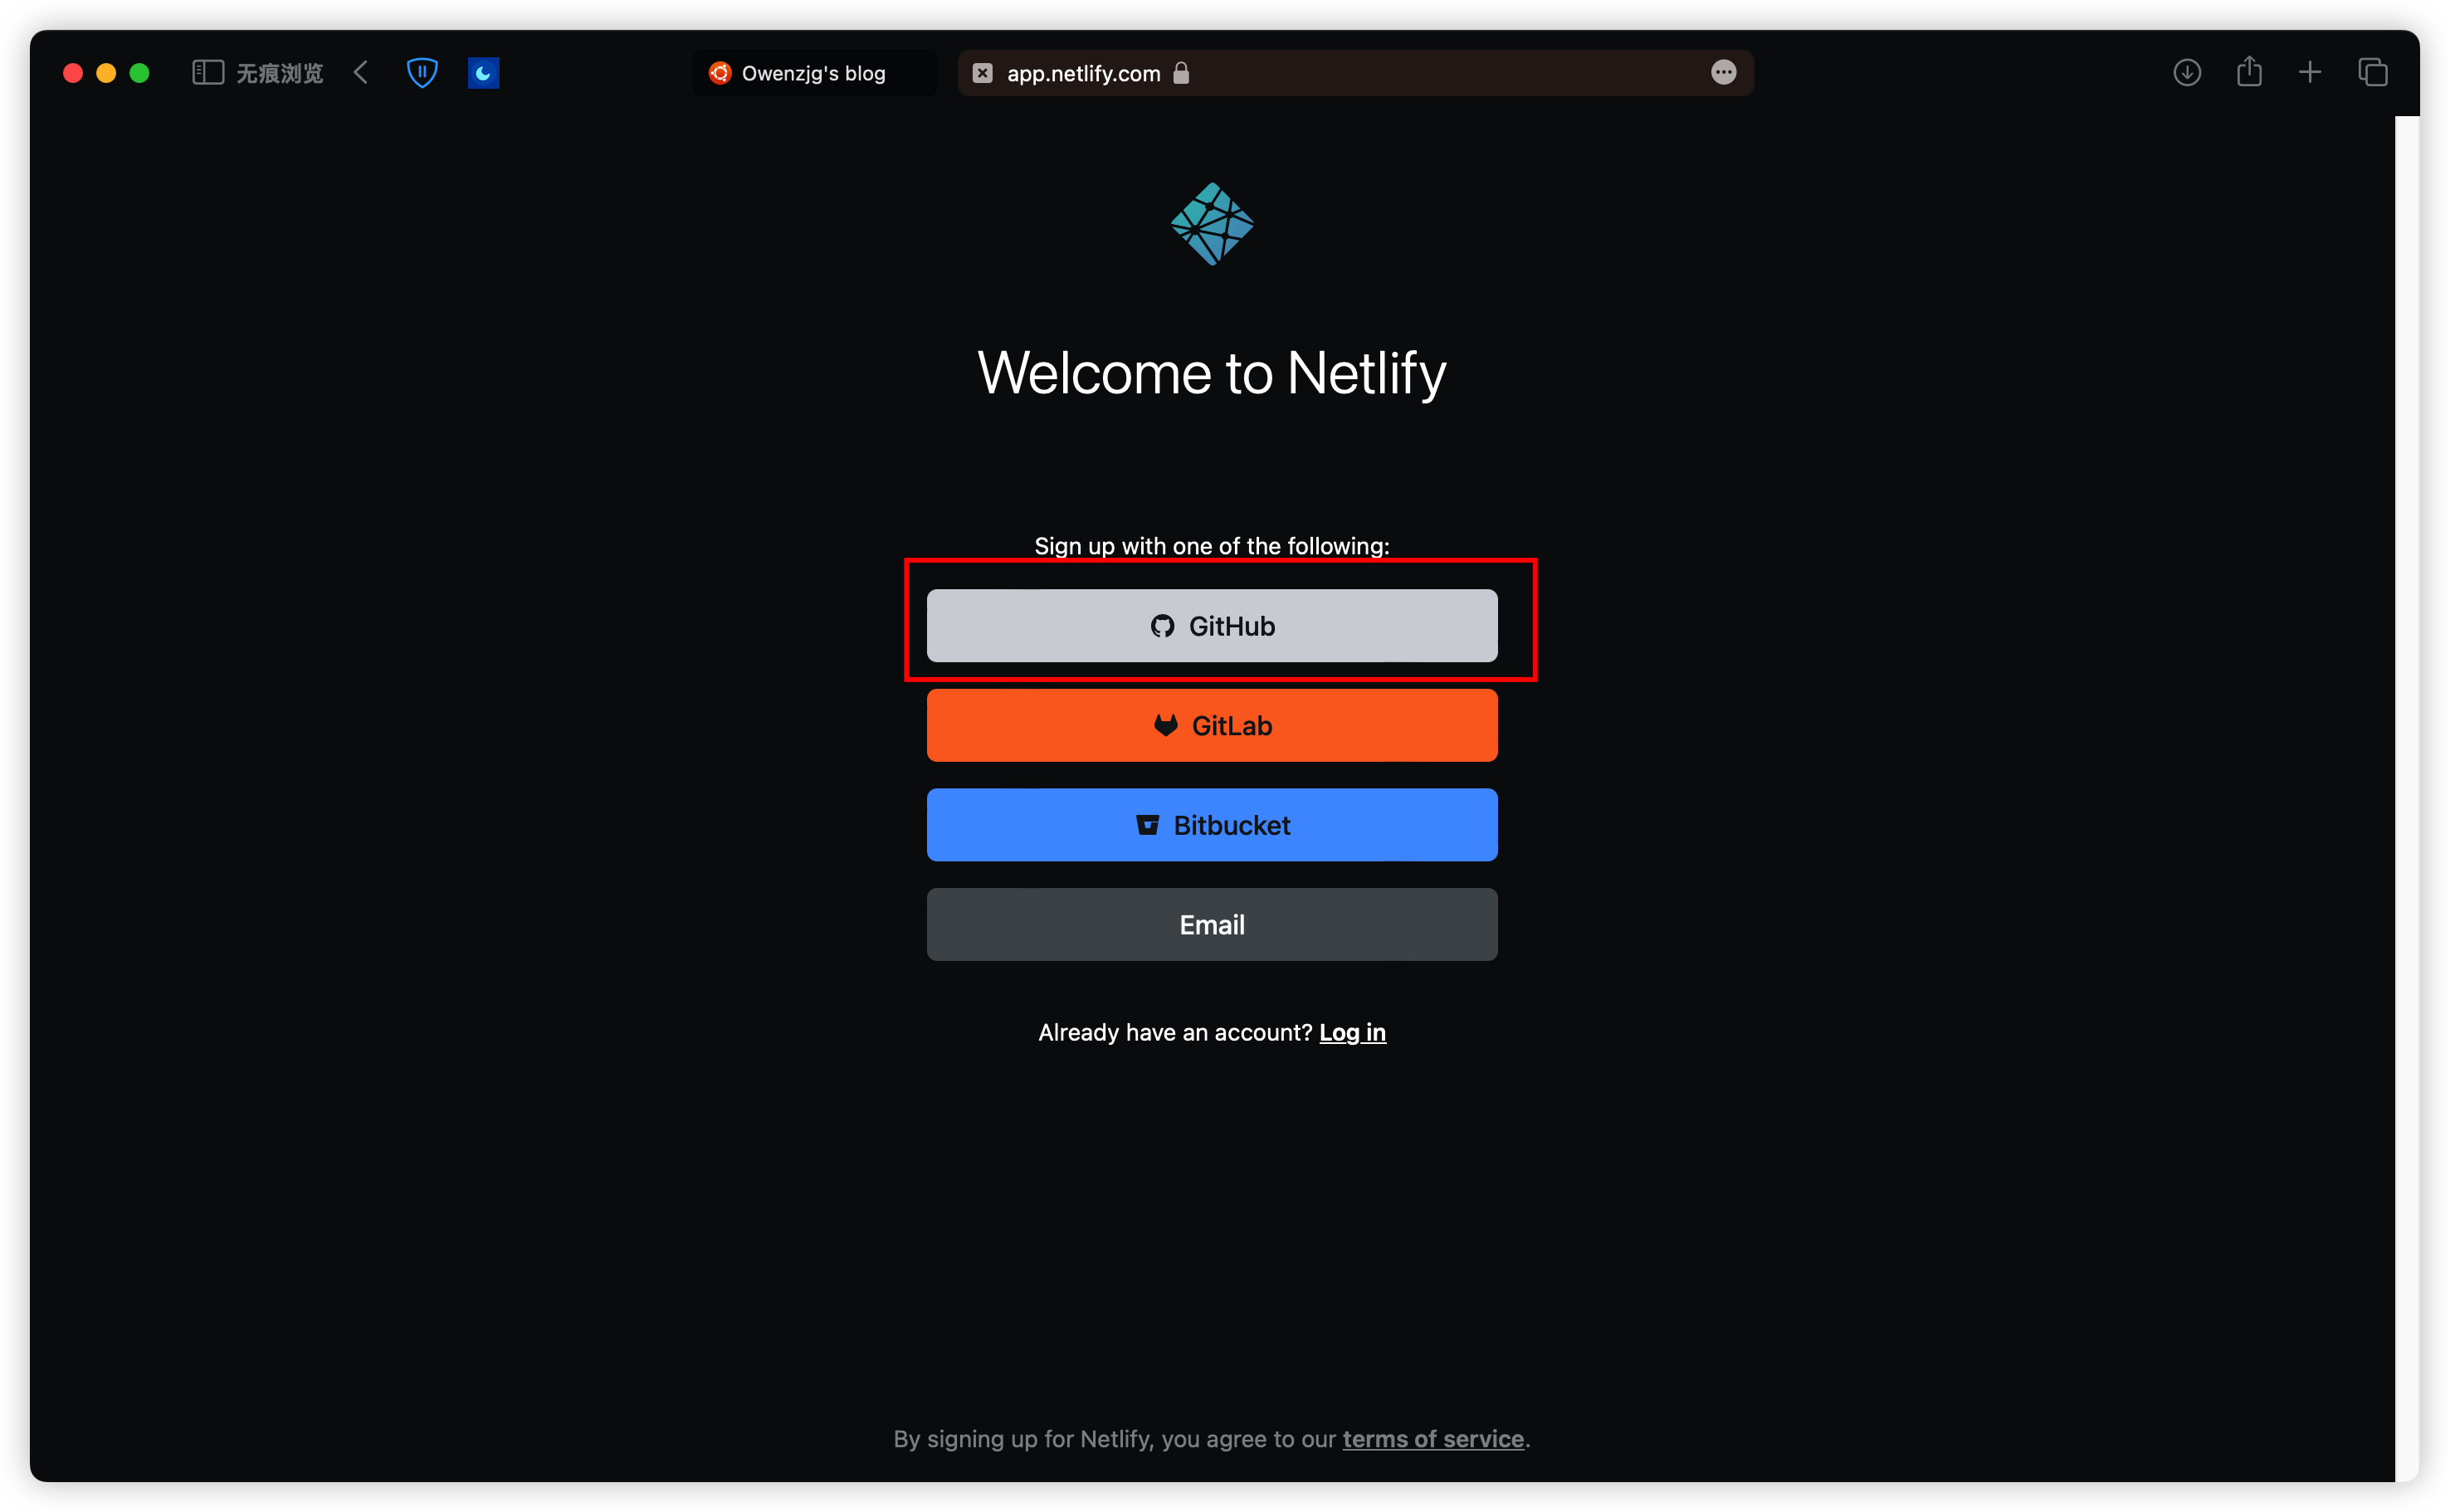 无痕浏览
Owenzjg's blog
app.netlify.com
Welcome to Netlify
Sign up with one of the following:
GitHub
GitLab
Bitbucket
Email
Already have an account? Log in
By signing up for Netlify, you agree to our terms of service.